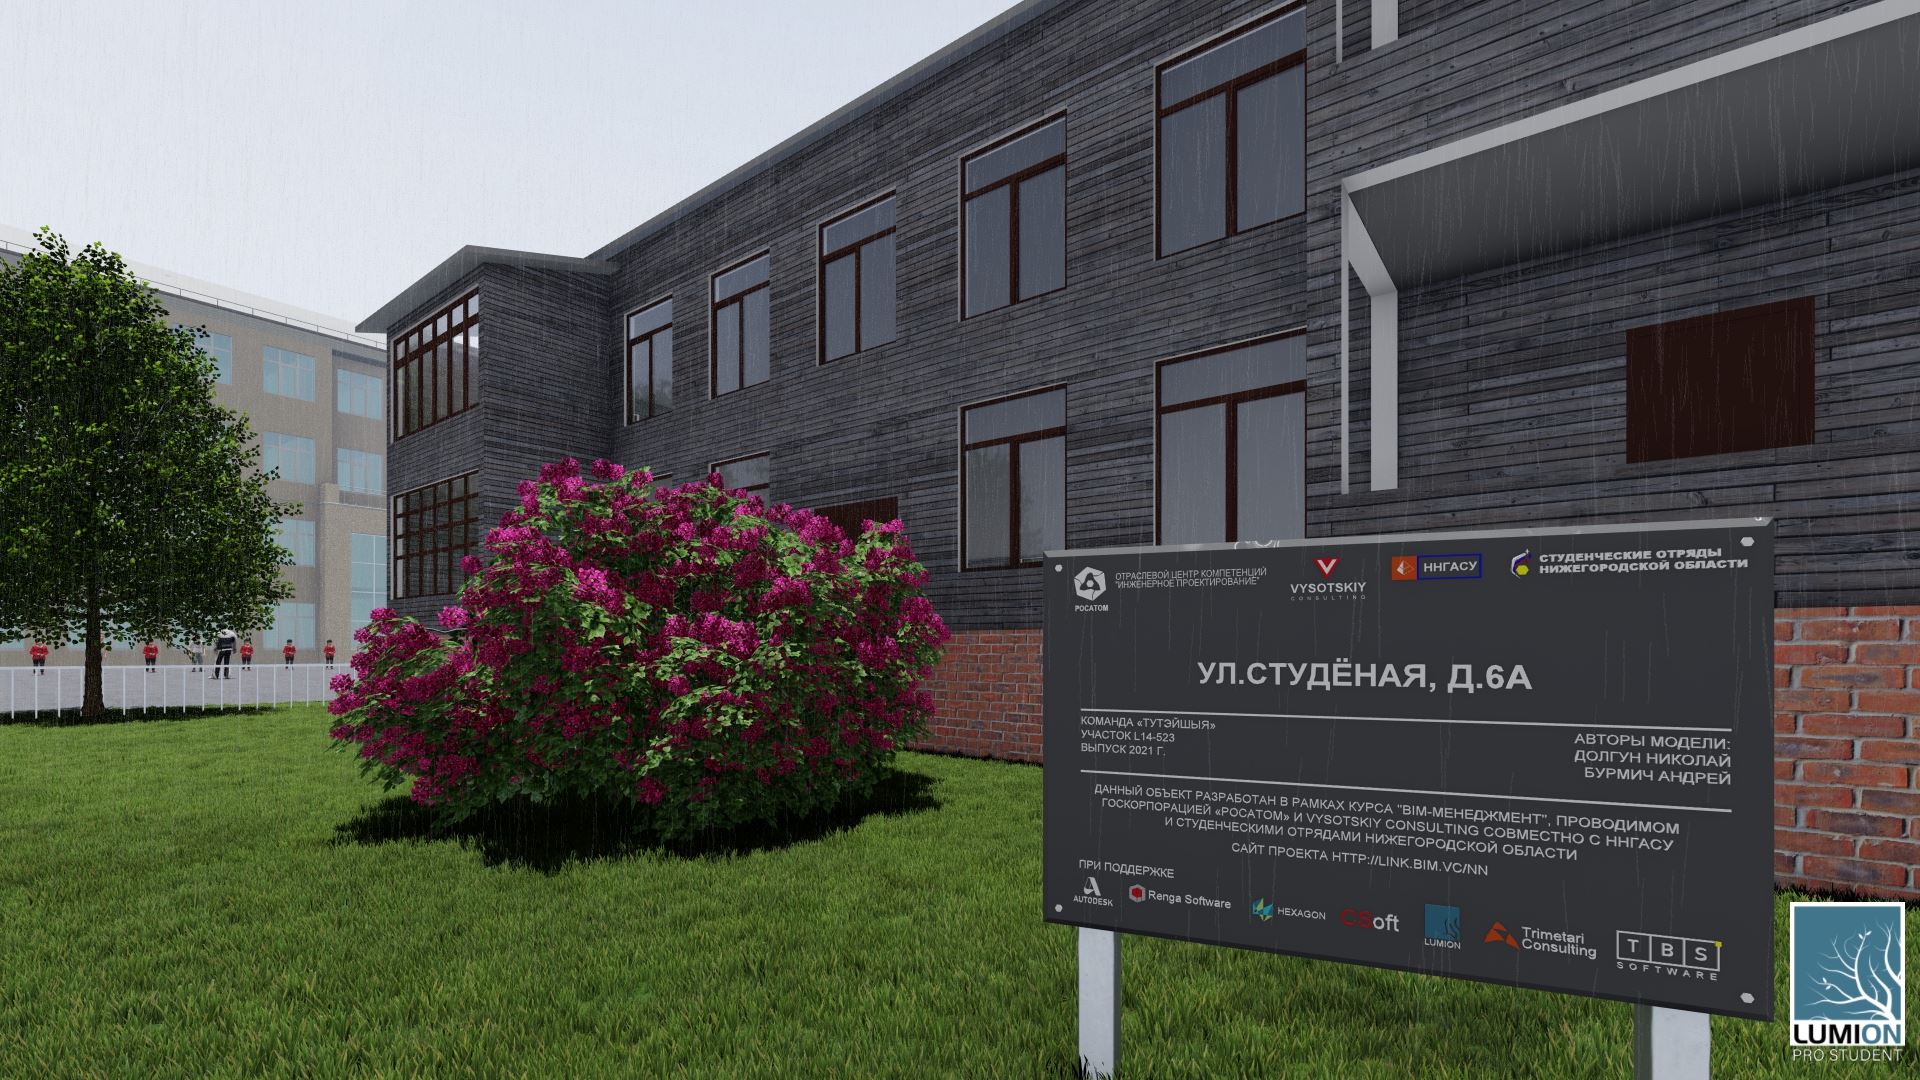 РОСАТОМ
ОТРАСЛЕВОЙ ЦЕНТР КОМПЕТЕНЦИЙ
"ИНЖЕНЕРНОЕ ПРОЕКТИРОВАНИЕ"
VYSOTSKIY
CONSULTING
ННГАСУ
СТУДЕНЧЕСКИЕ ОТРЯДЫ
НИЖЕГОРОДСКОЙ ОБЛАСТИ
УЛ.СТУДЁНАЯ, Д.6А
КОМАНДА «ТУТЭЙШЫЯ»
УЧАСТОК L14-523
ВЫПУСК 2021 Г.
АВТОРЫ МОДЕЛИ:
ДОЛГУН НИКОЛАЙ
БУРМИЧ АНДРЕЙ
ДАННЫЙ ОБЪЕКТ РАЗРАБОТАН В РАМКАХ КУРСА "BIM-МЕНЕДЖМЕНТ", ПРОВОДИМОМ
ГОСКОРПОРАЦИЕЙ «РОСАТОМ» И VYSOTSKIY CONSULTING СОВМЕСТНО С ННГАСУ
И СТУДЕНЧЕСКИМИ ОТРЯДАМИ НИЖЕГОРОДСКОЙ ОБЛАСТИ
САЙТ ПРОЕКТА HTTP://LINK.BIM.VC/NN
ПРИ ПОДДЕРЖКЕ
AUTODESK
Renga Software
HEXAGON
CSoft
LUMION
Trimetari
Consulting
TBS
SOFTWARE
LUMION
PRO STUDENT